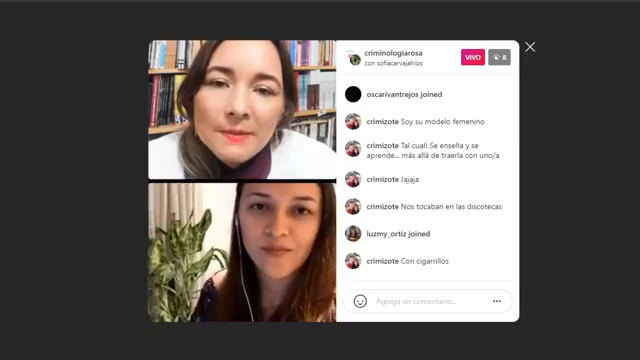 criminologiarosa
con sofiacarvajalrios
VIVO
8
oscarivantrejos joined
crimizote Soy su modelo femenino
crimizote Tal cual! Se enseña y se
aprende... más allá de traerla con uno/a
crimizote Jajaja
crimizote Nos tocaban en las discotecas
luzmy_ortiz joined
crimizote Con cigarrillos
Agrega un comentario...